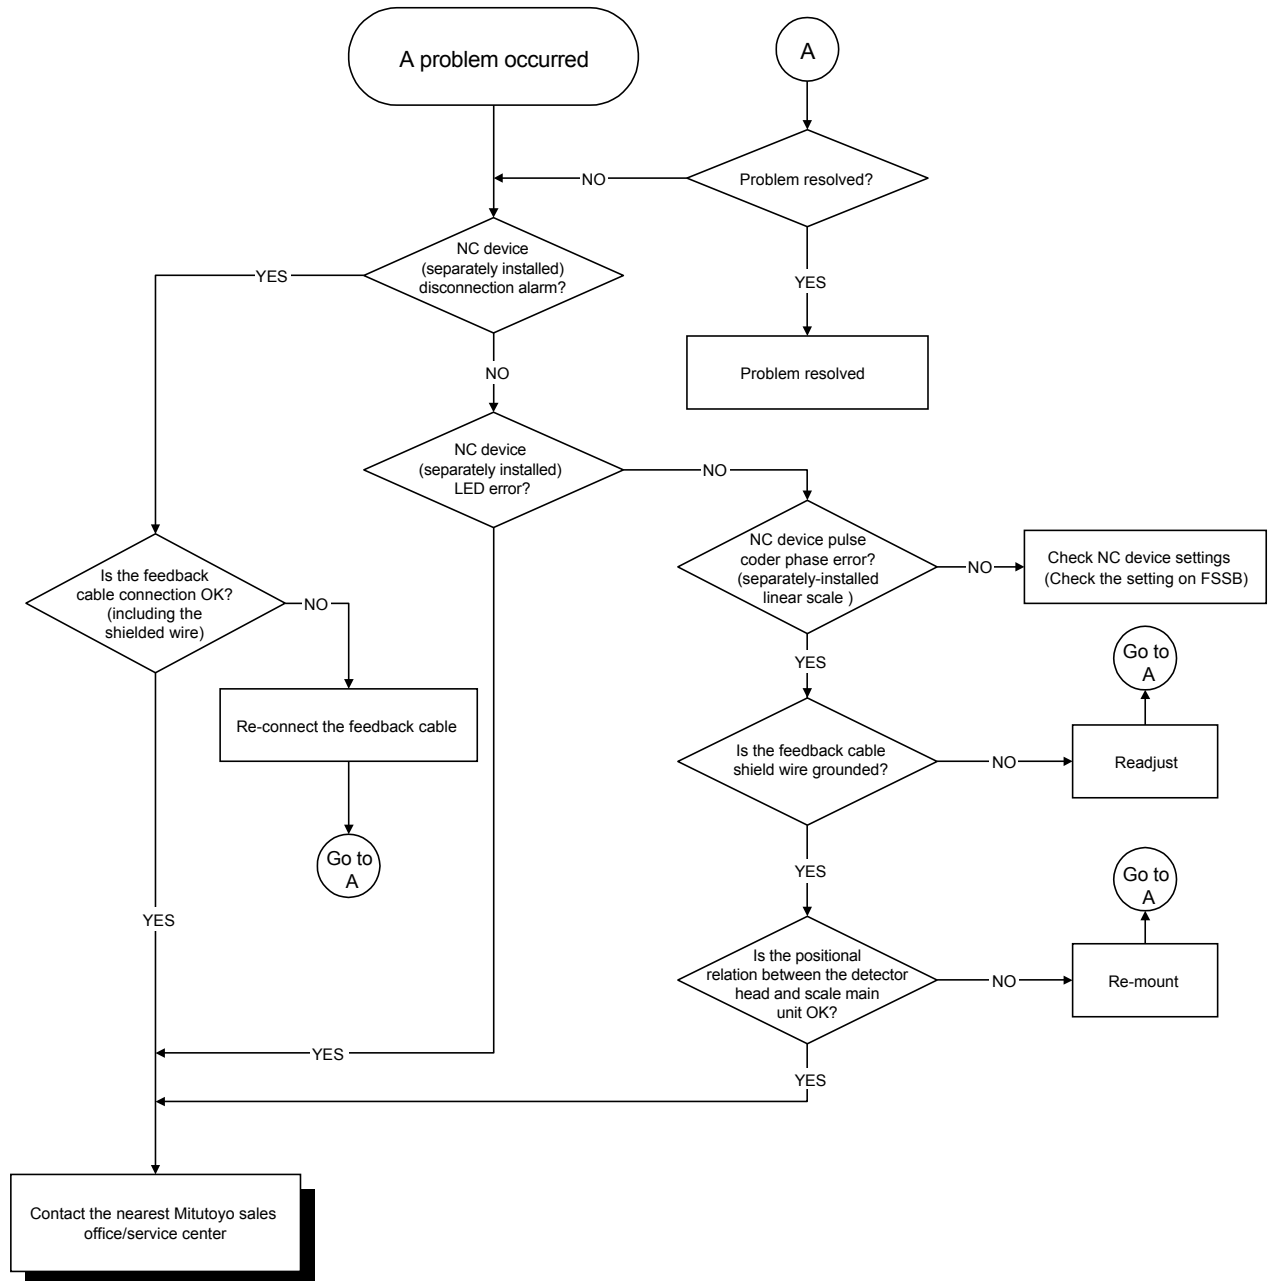 A problem occurred
A
Problem resolved?
NO
NC device
(separately installed)
disconnection alarm?
YES
YES
Problem resolved
NO
NC device
(separately installed)
LED error?
NO
NC device pulse
coder phase error?
(separately-installed
linear scale )
NO
Check NC device settings
(Check the setting on FSSB)
Is the feedback
cable connection OK?
(including the
shielded wire)
NO
YES
Go to
A
Re-connect the feedback cable
Is the feedback cable
shield wire grounded?
NO
Readjust
Go to
A
YES
Go to
A
YES
Is the positional
relation between the detector
head and scale main
unit OK?
NO
Re-mount
YES
YES
Contact the nearest Mitutoyo sales
office/service center